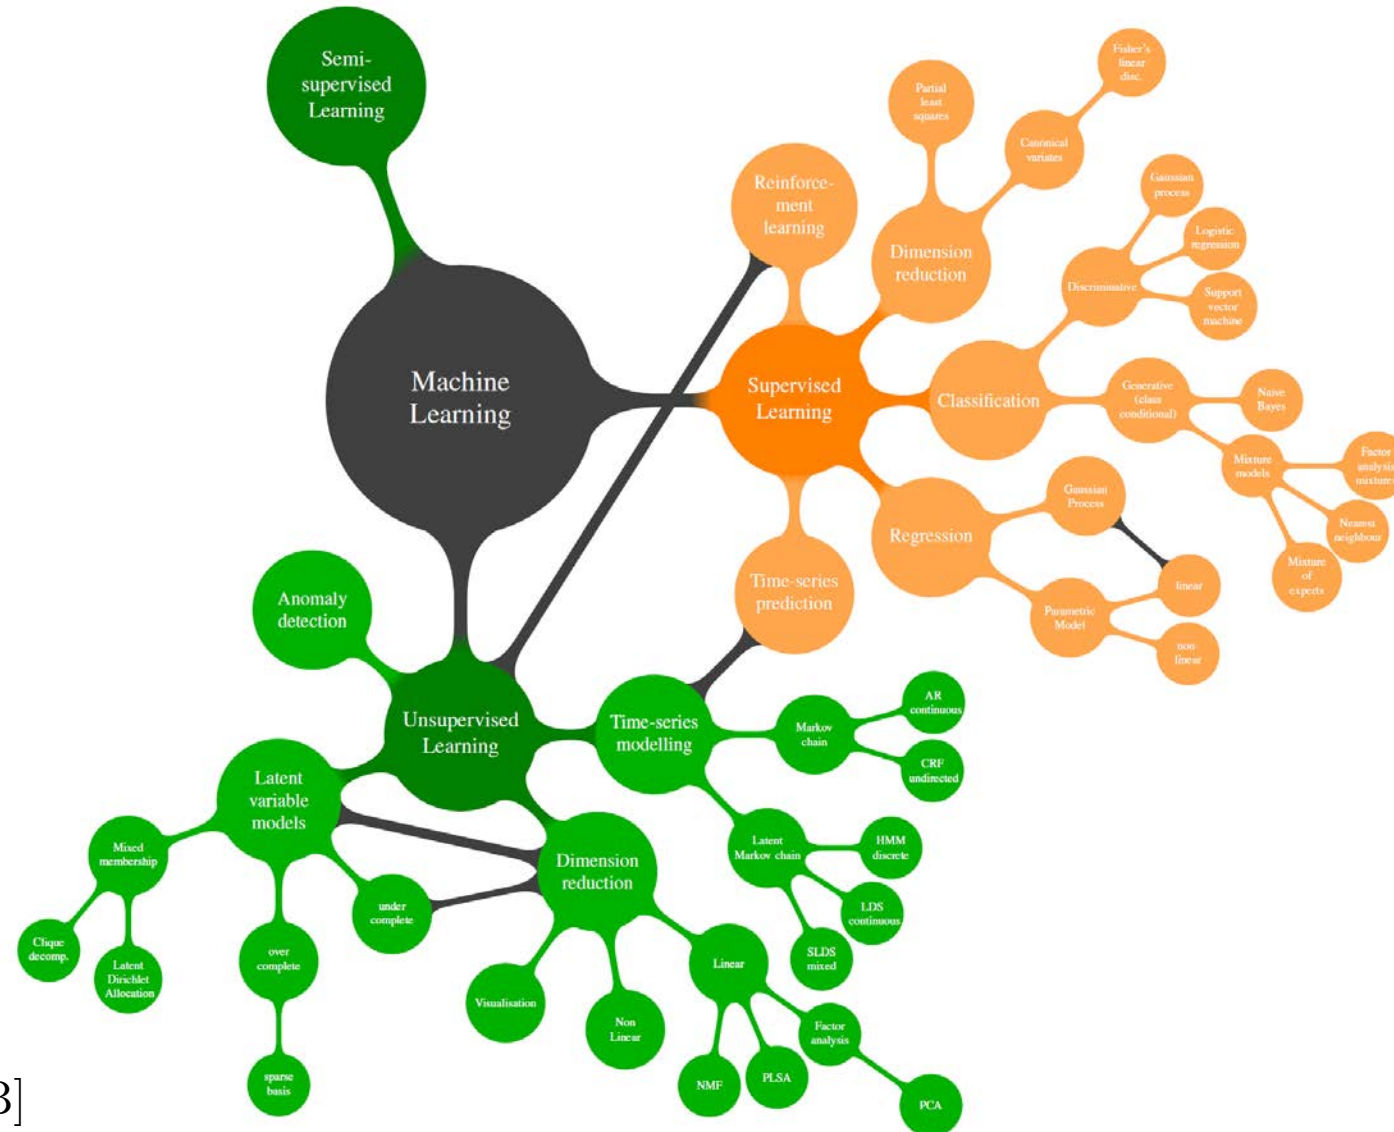 Semi-
supervised
Learning
Machine
Learning
Reinforce-
ment
learning
Partial
least
squares
Fisher's
linear
disc.
Canonical
variates
Dimension
reduction
Gaussian
process
Logistic
regression
Discriminative
Support
vector
machine
Supervised
Learning
Classification
Generative
(class
conditional)
Naive
Bayes
Mixture
models
Factor
analysis
mixture
Nearest
neighbour
Mixture
of
experts
Gaussian
Process
Regression
linear
Parametric
Model
non-
linear
Time-series
prediction
Anomaly
detection
Unsupervised
Learning
Time-series
modelling
Markov
chain
AR
continuous
CRF
undirected
Latent
variable
models
Mixed
membership
Clique
decomp.
Latent
Dirichlet
Allocation
over
complete
under
complete
sparse
basis
Dimension
reduction
Latent
Markov chain
HMM
discrete
LDS
continuous
SLDS
mixed
Visualisation
Non
Linear
Linear
NMF
PLSA
Factor
analysis
PCA
3]